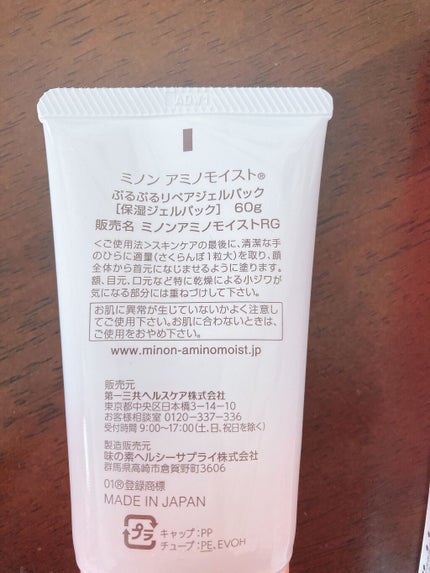 ミノン アミノモイスト®
ぷるぷるリペアジェルパック
[保湿ジェルパック] 60g
販売名 ミノンアミノモイストRG
<ご使用法>スキンケアの最後に、清潔な手
のひらに適量(さくらんぼ1粒大)を取り、顔
全体から首元になじませるように塗ります。
額、目元、口元など特に乾燥による小ジワが
気になる部分には重ねづけして下さい。
お肌に異常が生じていないかよく注意し
てご使用下さい。お肌に合わないときは、
ご使用をおやめ下さい。
www.minon-aminomoist.jp
販売元
第一三共ヘルスケア株式会社
東京都中央区日本橋3-14-10
お客様相談室 0120-337-336
受付時間 9:00~17:00(土、日、祝日を除く)
製造販売元
味の素ヘルシーサプライ株式会社
群馬県高崎市倉賀野町3606
01®登録商標
MADE IN JAPAN
プラ
キャップ:PP
チューブ:PE、EVOH